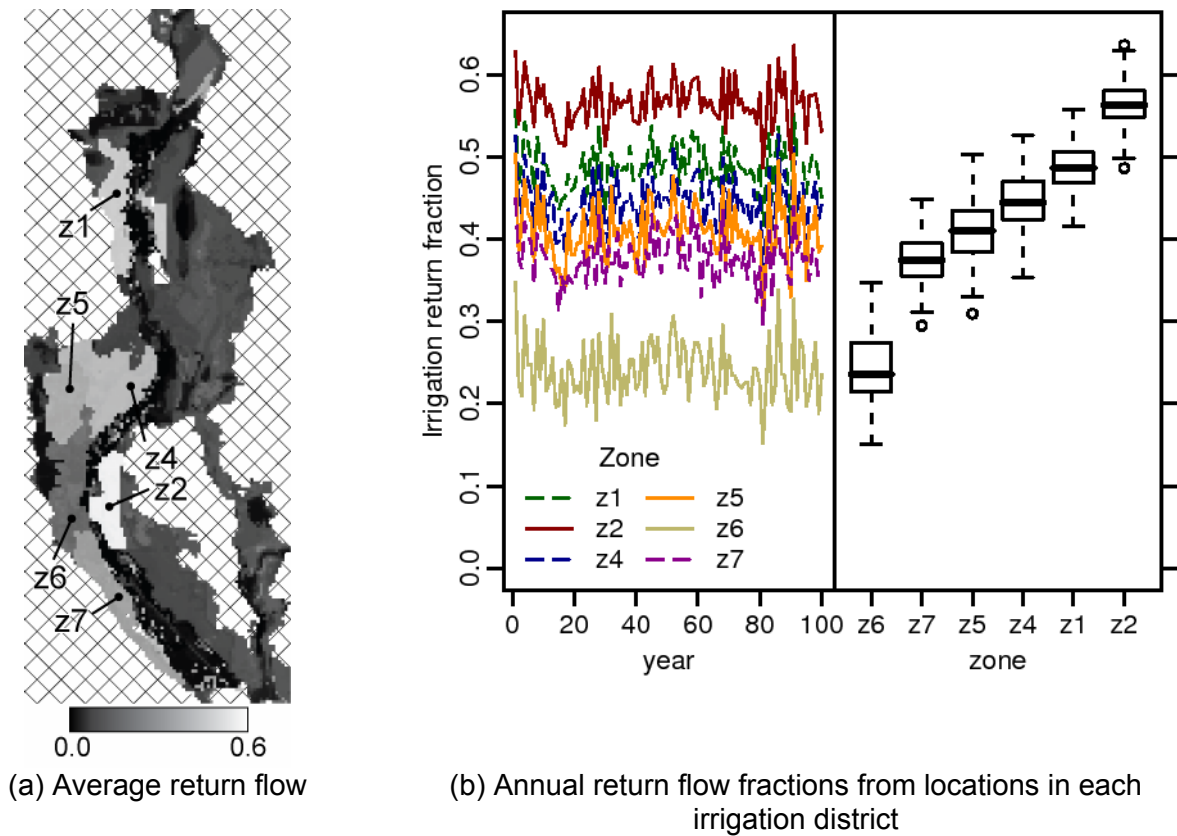 z1
z5
z4
z2
z6
z7
0.0 0.6
(a) Average return flow
Irrigation return fraction
0.0 0.1 0.2 0.3 0.4 0.5 0.6
Zone
z1 z5
z2 z6
z4 z7
0 20 40 60 80 100
year
z6 z7 z5 z4 z1 z2
zone
(b) Annual return flow fractions from locations in each
irrigation district